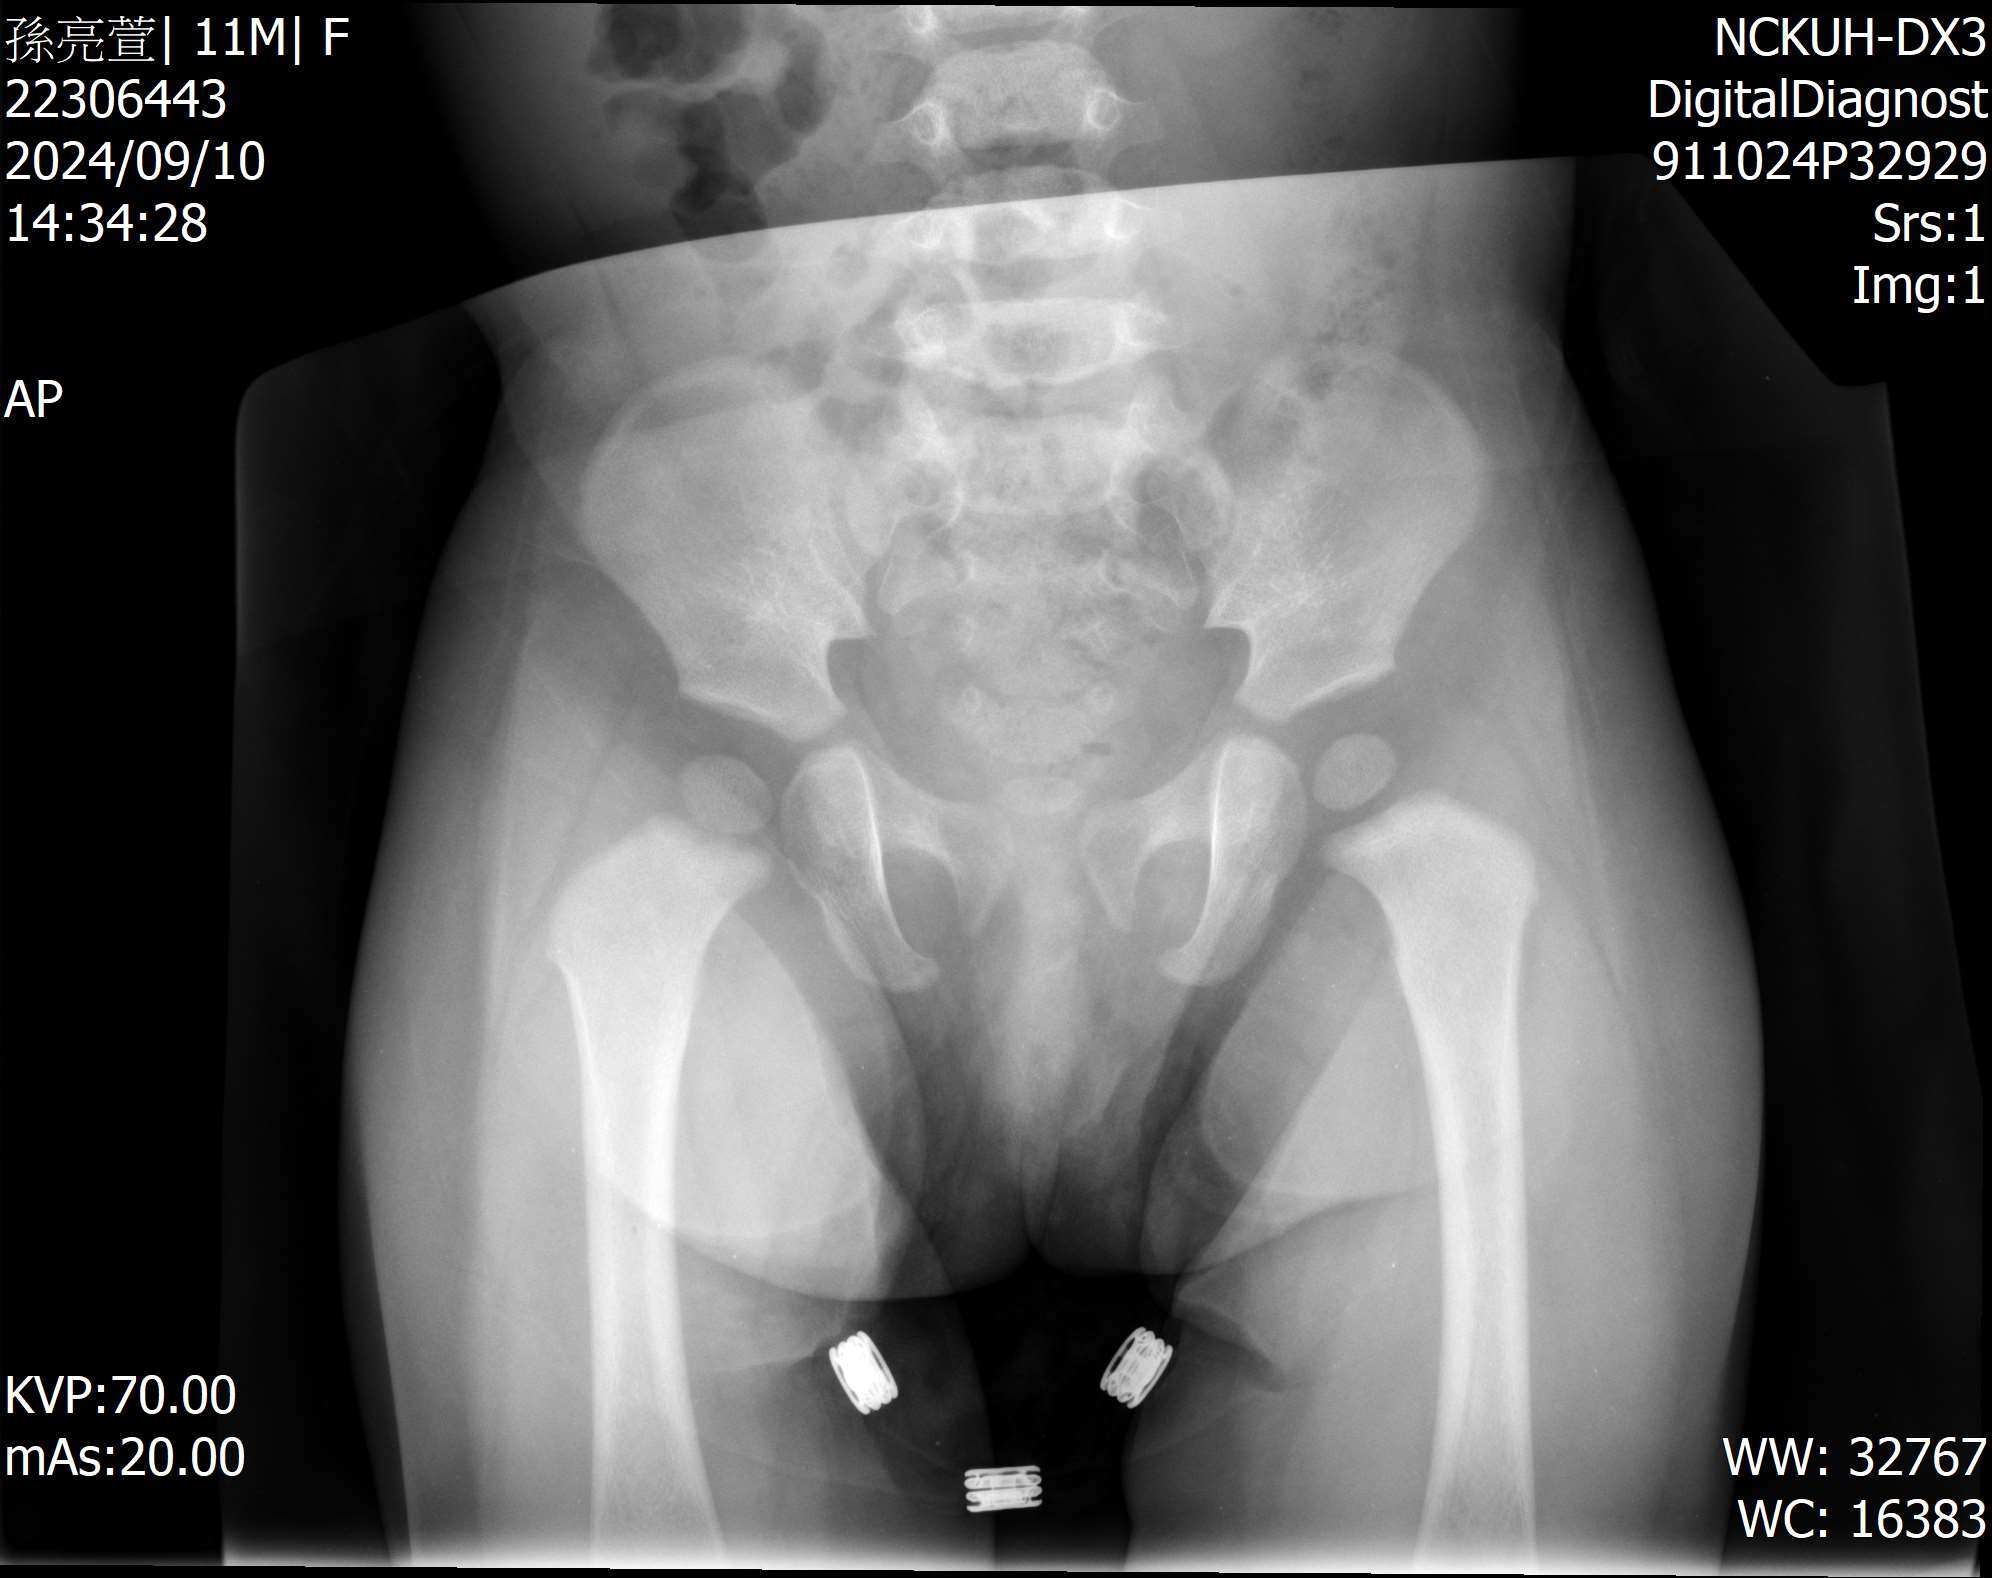 孫亮萱| 11M| F
22306443
2024/09/10
14:34:28
AP
NCKUH-DX3
DigitalDiagnost
911024P32929
Srs:1
Img:1
KVP:70.00
mAs:20.00
WW: 32767
WC: 16383